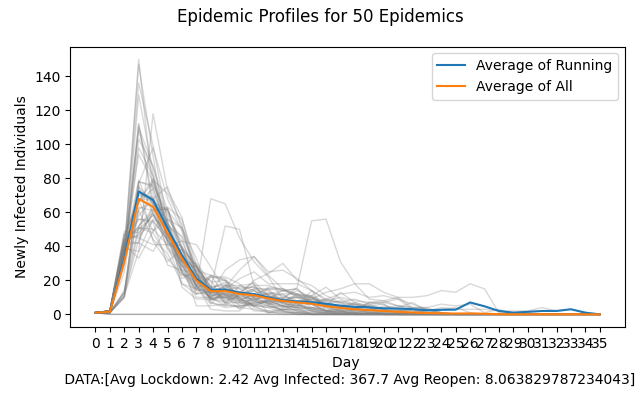 Epidemic Profiles for 50 Epidemics
Average of Running
Average of All
Newly Infected Individuals
140
120
100
80
60
40
20
0
0 1 2 3 4 5 6 7 8 9 10 11 12 13 14 15 16 17 18 19 20 21 22 23 24 25 26 27 28 29 30 31 32 33 34 35
Day
DATA:[Avg Lockdown: 2.42 Avg Infected: 367.7 Avg Reopen: 8.063829787234043]